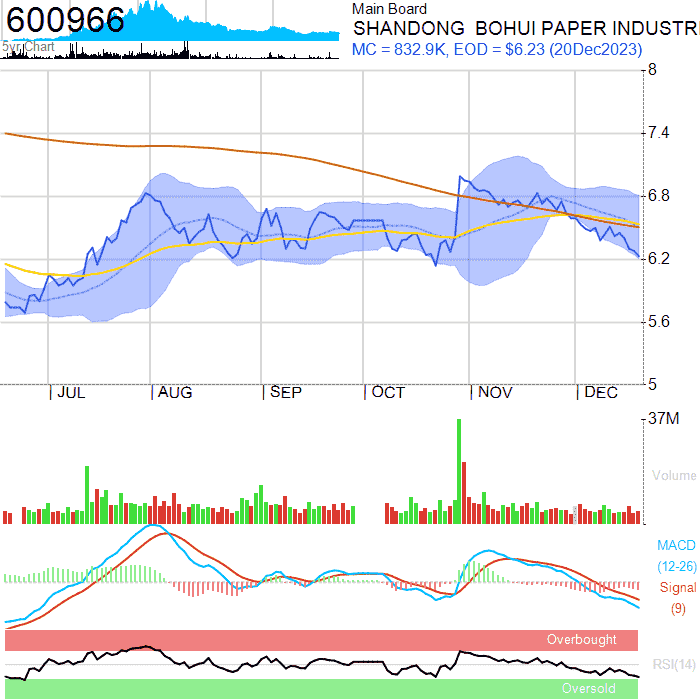 600966
5yr Chart
Main Board
SHANDONG BOHUI PAPER INDUSTRI
MC = 832.9K, EOD = $6.23 (20Dec2023)
8
7.4
6.8
6.2
5.6
5
JUL
AUG
SEP
OCT
NOV
DEC
37M
Volume
MACD
(12-26)
Signal
(9)
Overbought
RSI(14)
Oversold